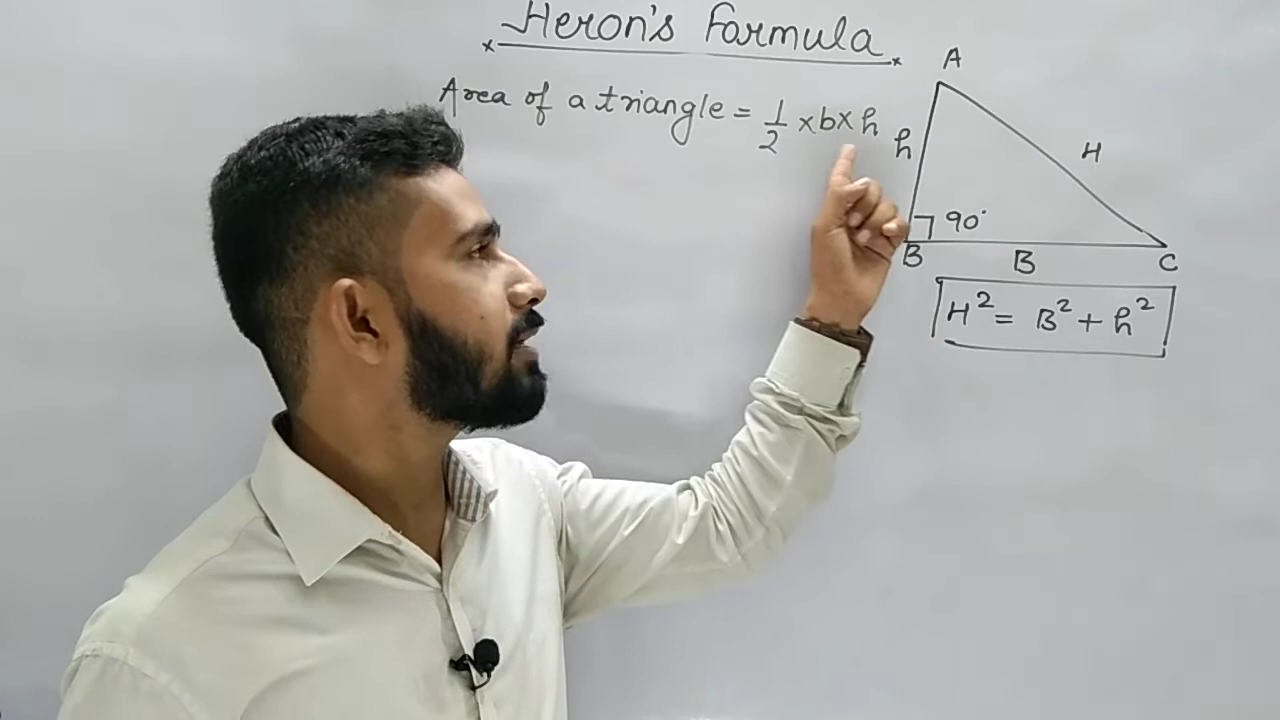 Heron's Formula
Area of a triangle = 1/2 × b × h
A
h
H
90°
B
B
C
H² = B² + h²